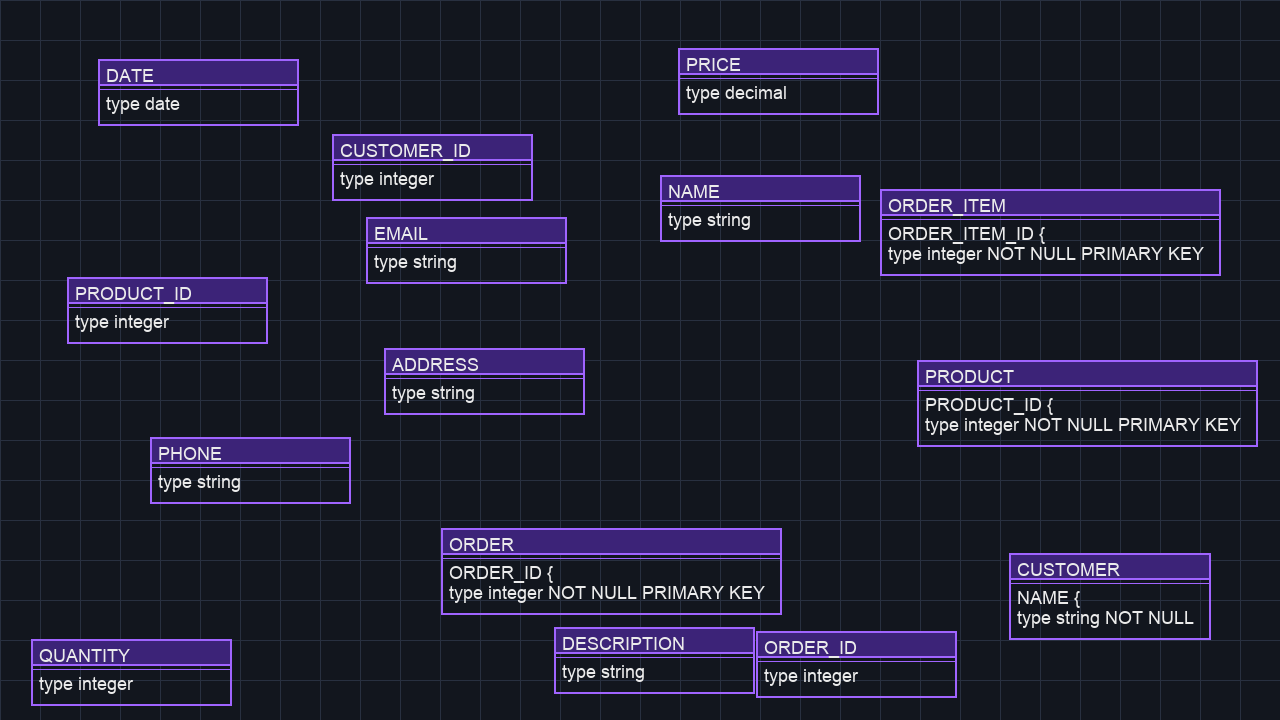 DATE
type date
PRICE
type decimal
CUSTOMER_ID
type integer
NAME
type string
ORDER_ITEM
ORDER_ITEM_ID {
type integer NOT NULL PRIMARY KEY
EMAIL
type string
PRODUCT_ID
type integer
ADDRESS
type string
PRODUCT
PRODUCT_ID {
type integer NOT NULL PRIMARY KEY
PHONE
type string
ORDER
ORDER_ID {
type integer NOT NULL PRIMARY KEY
CUSTOMER
NAME {
type string NOT NULL
QUANTITY
type integer
DESCRIPTION
type string
ORDER_ID
type integer